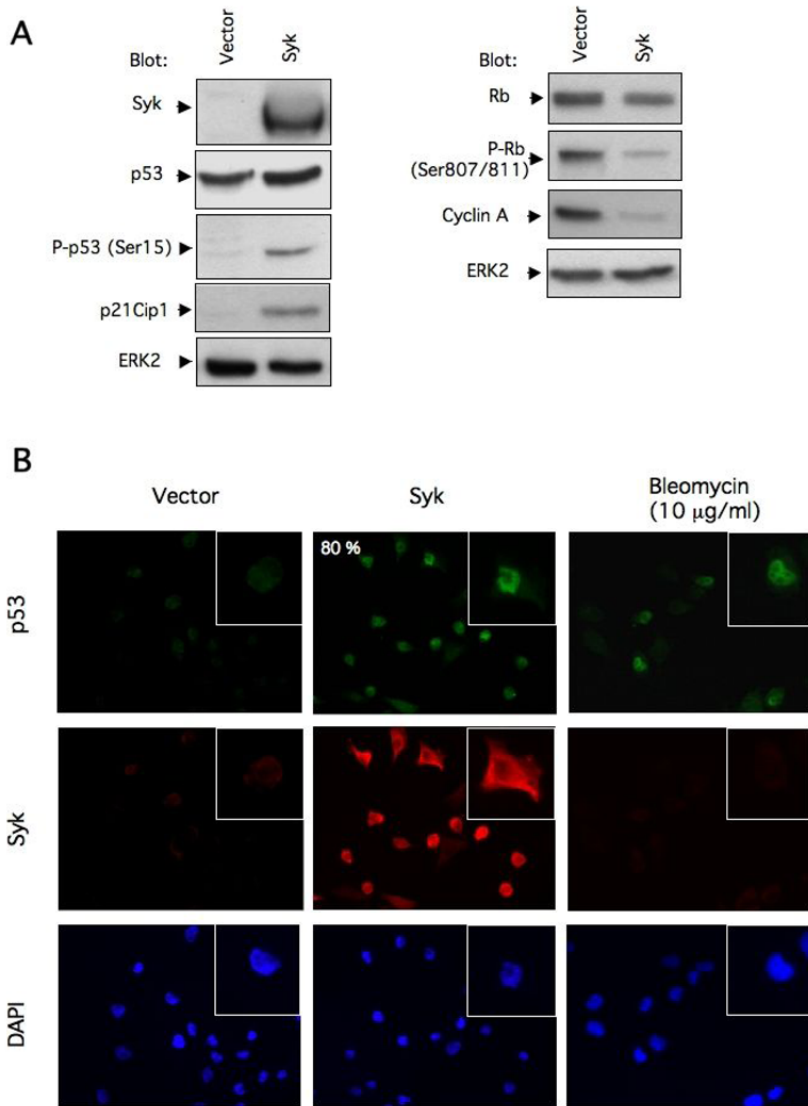 A
Blot:
Vector
Syk
Syk
p53
P-p53 (Ser15)
p21Cip1
ERK2
Blot:
Vector
Syk
Rb
P-Rb
(Ser807/811)
Cyclin A
ERK2
B
Vector
Syk
Bleomycin
(10 μg/ml)
p53
80 %
Syk
DAPI